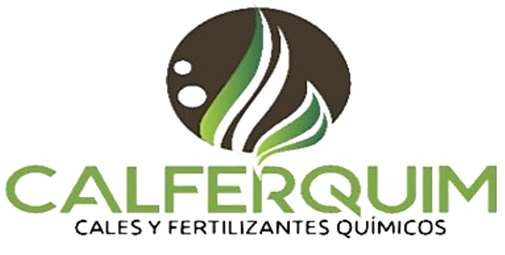 CALFERQUIM
CALES Y FERTILIZANTES QUÍMICOS